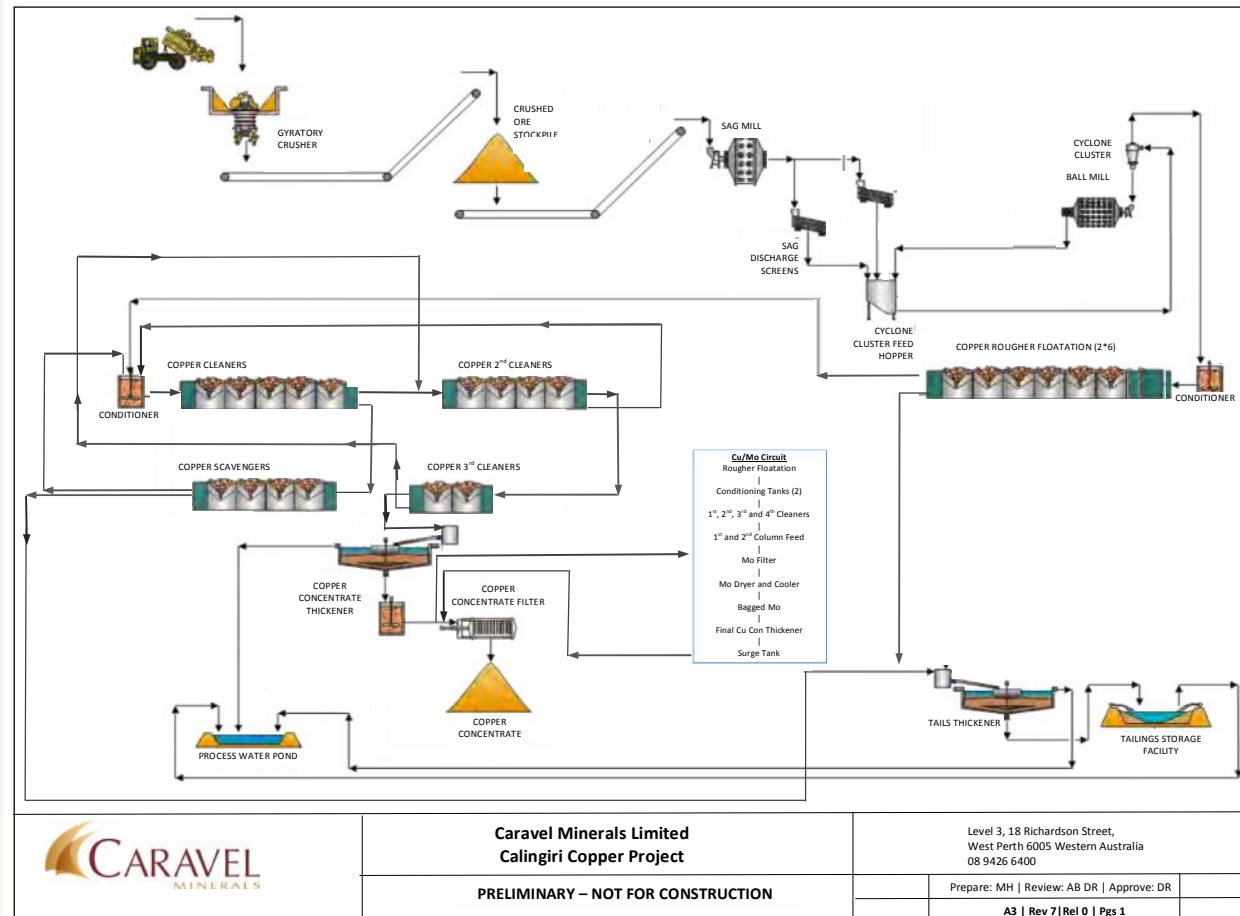 GYRATORY
CRUSHER
CRUSHED
ORE
STOCKPILE
SAG MILL
CYCLONE
CLUSTER
BALL MILL
SAG
DISCHARGE
SCREENS
CYCLONE
CLUSTER FEED
HOPPER
COPPER ROUGHER FLOATATION (2*6)
CONDITIONER
COPPER CLEANERS
COPPER 2nd CLEANERS
CONDITIONER
COPPER SCAVENGERS
COPPER 3rd CLEANERS
Cu/Mo Circuit
Rougher Floatation
Conditioning Tanks (2)
1st, 2nd, 3rd and 4th Cleaners
1st and 2nd Column Feed
Mo Filter
Mo Dryer and Cooler
Bagged Mo
Final Cu Con Thickener
Surge Tank
COPPER
CONCENTRATE
THICKENER
COPPER
CONCENTRATE FILTER
COPPER
CONCENTRATE
PROCESS WATER POND
TAILS THICKENER
TAILINGS STORAGE
FACILITY
CARAVEL
MINERALS
Caravel Minerals Limited
Calingiri Copper Project
PRELIMINARY – NOT FOR CONSTRUCTION
Level 3, 18 Richardson Street,
West Perth 6005 Western Australia
08 9426 6400
Prepare: MH | Review: AB DR | Approve: DR
A3 | Rev 7|Rel 0 | Pgs 1